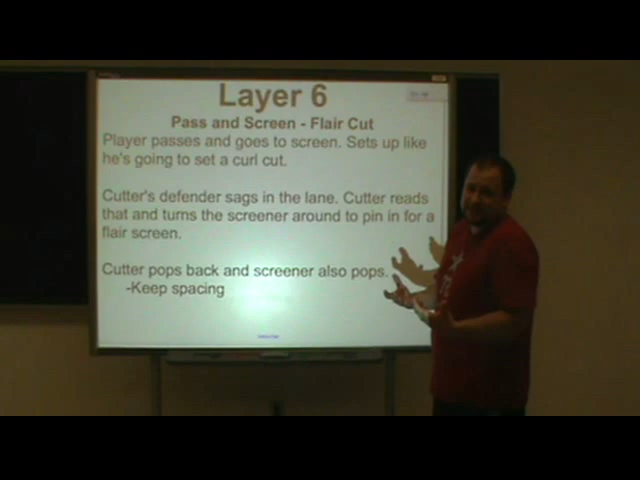 Layer 6
Pass and Screen - Flair Cut
Player passes and goes to screen. Sets up like
he's going to set a curl cut.
Cutter's defender sags in the lane. Cutter reads
that and turns the screener around to pin in for a
flair screen.
Cutter pops back and screener also pops.
-Keep spacing